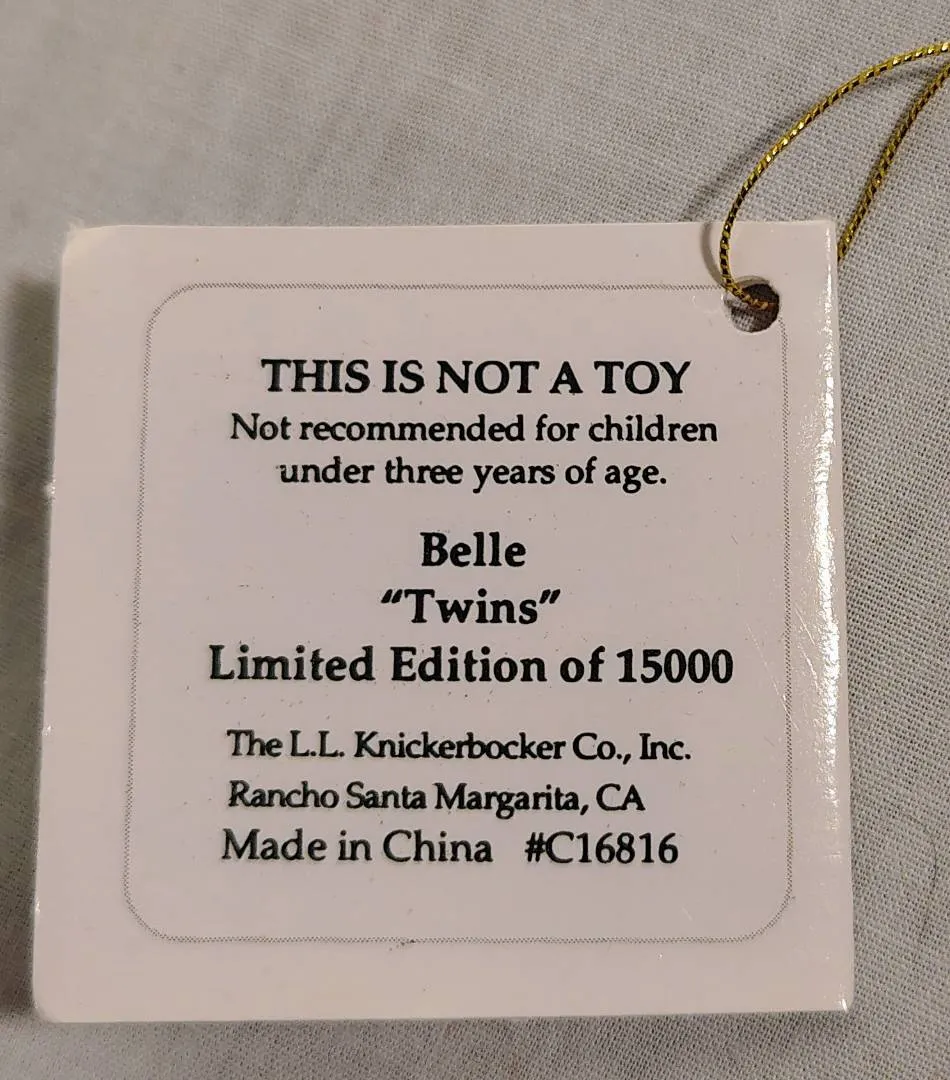 THIS IS NOT A TOY
Not recommended for children
under three years of age.
Belle
“Twins”
Limited Edition of 15000
The L.L. Knickerbocker Co., Inc.
Rancho Santa Margarita, CA
Made in China #C16816